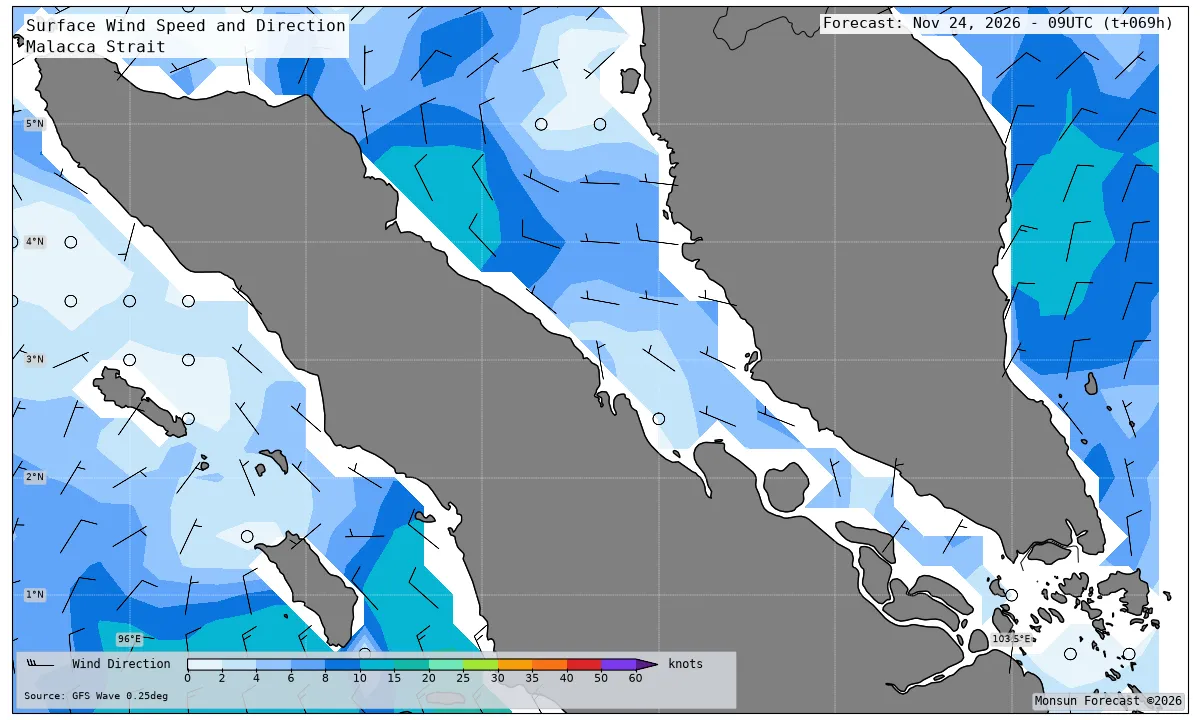 Surface Wind Speed and Direction
Malacca Strait
Forecast: Nov 24, 2026 - 09UTC (t+069h)
5°N
4°N
3°N
2°N
1°N
96°E
103.5°E
Wind Direction
knots
0 2 4 6 8 10 15 20 25 30 35 40 50 60
Source: GFS Wave 0.25deg
Monsun Forecast ©2026